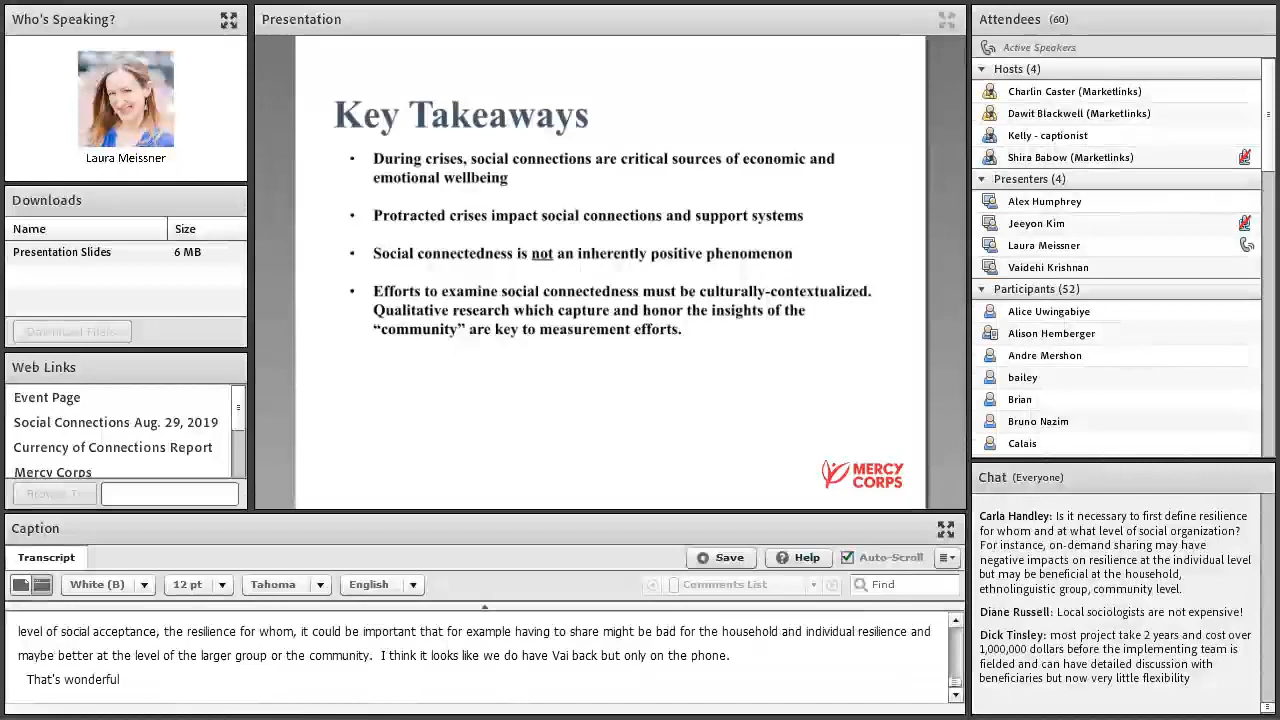 Who's Speaking?
Laura Meissner
Downloads
Name Size
Presentation Slides 6 MB
Download File(s)
Web Links
Event Page
Social Connections Aug. 29, 2019
Currency of Connections Report
Mercy Corps
Browse To
Presentation
Key Takeaways
• During crises, social connections are critical sources of economic and
emotional wellbeing
• Protracted crises impact social connections and support systems
• Social connectedness is not an inherently positive phenomenon
• Efforts to examine social connectedness must be culturally-contextualized.
Qualitative research which capture and honor the insights of the
“community” are key to measurement efforts.
MERCY
CORPS
Caption
Transcript
Save
Help
Auto-Scroll
White (B)
12 pt
Tahoma
English
Comments List
Find
level of social acceptance, the resilience for whom, it could be important that for example having to share might be bad for the household and individual resilience and
maybe better at the level of the larger group or the community. I think it looks like we do have Vai back but only on the phone.
That's wonderful
Attendees (60)
Active Speakers
Hosts (4)
Charlin Caster (Marketlinks)
Dawit Blackwell (Marketlinks)
Kelly - captionist
Shira Babow (Marketlinks)
Presenters (4)
Alex Humphrey
Jeeyon Kim
Laura Meissner
Vaidehi Krishnan
Participants (52)
Alice Uwingabiye
Alison Hemberger
Andre Mershon
bailey
Brian
Bruno Nazim
Calais
Chat (Everyone)
Carla Handley: Is it necessary to first define resilience
for whom and at what level of social organization?
For instance, on-demand sharing may have
negative impacts on resilience at the individual level
but may be beneficial at the household,
ethnolinguistic group, community level.
Diane Russell: Local sociologists are not expensive!
Dick Tinsley: most project take 2 years and cost over
1,000,000 dollars before the implementing team is
fielded and can have detailed discussion with
beneficiaries but now very little flexibility